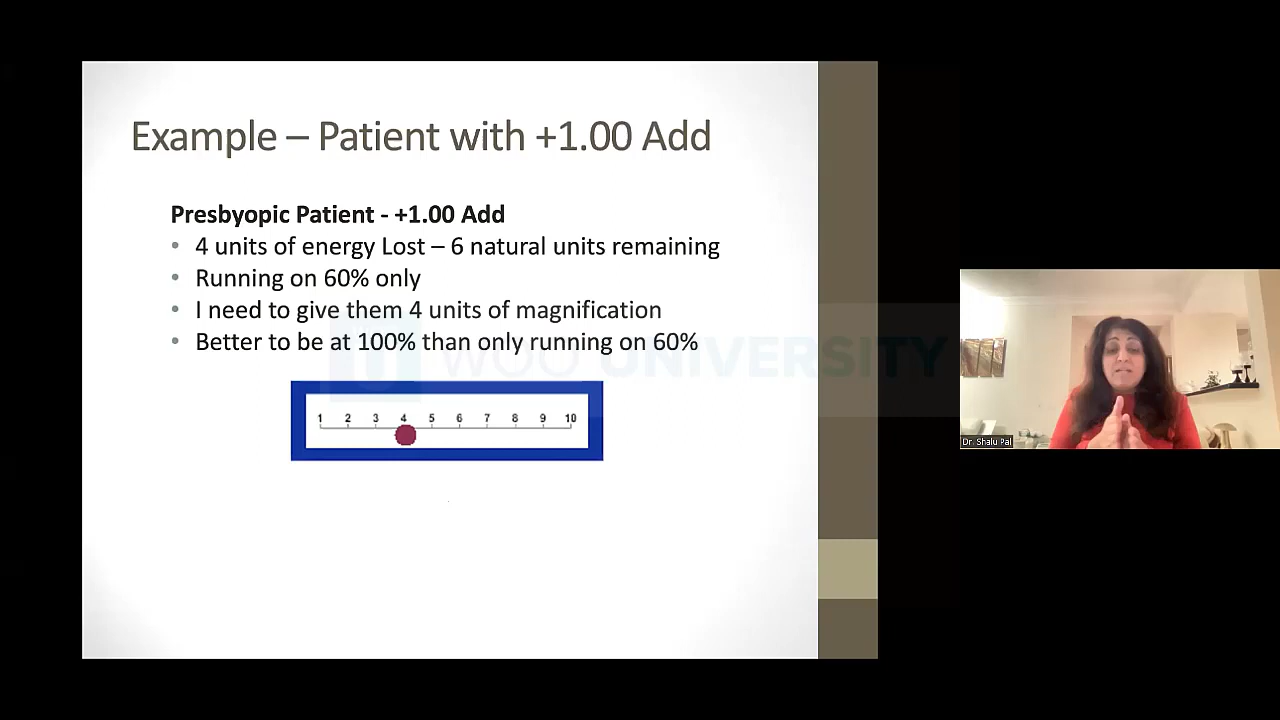 Example – Patient with +1.00 Add
Presbyopic Patient - +1.00 Add
• 4 units of energy Lost – 6 natural units remaining
• Running on 60% only
• I need to give them 4 units of magnification
• Better to be at 100% than only running on 60%
WOO UNIVERSITY
1 2 3 4 5 6 7 8 9 10
Dr. Shalu Pal